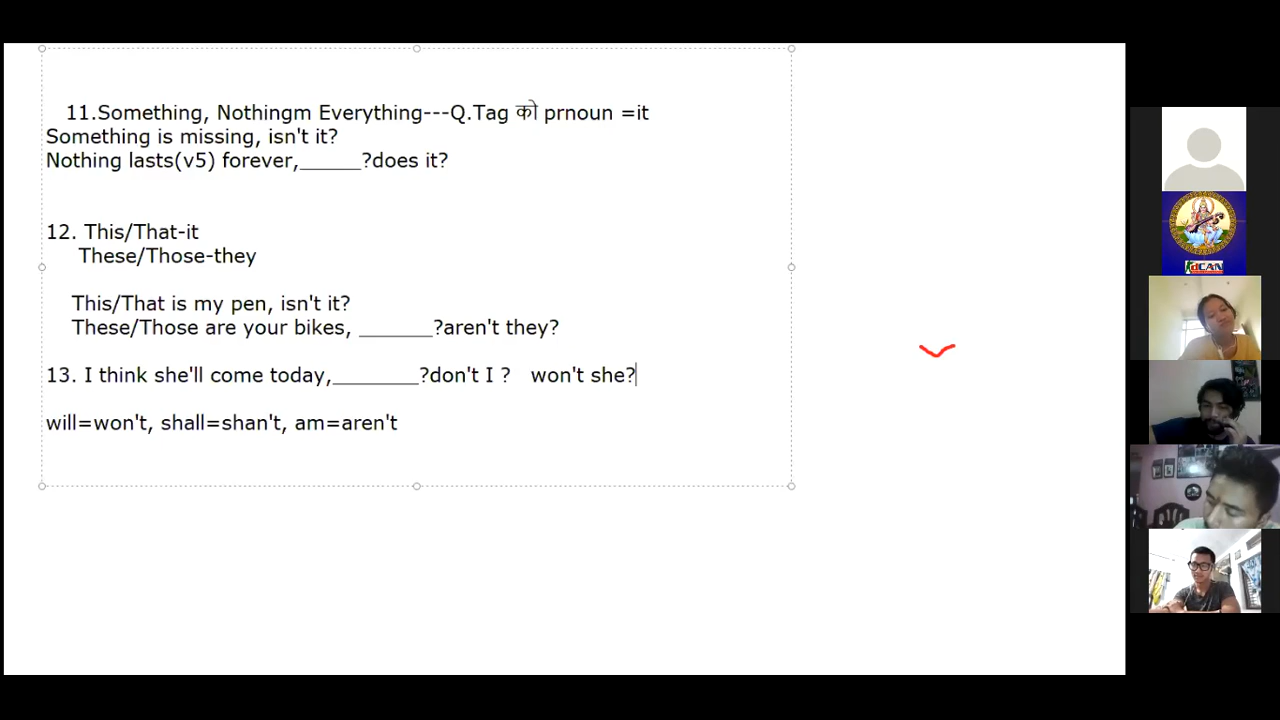 11.Something, Nothingm Everything---Q.Tag को prnoun =it
Something is missing, isn't it?
Nothing lasts(v5) forever,______?does it?
12. This/That-it
These/Those-they
This/That is my pen, isn't it?
These/Those are your bikes, _______?aren't they?
13. I think she'll come today,________?don't I ? won't she?
will=won't, shall=shan't, am=aren't